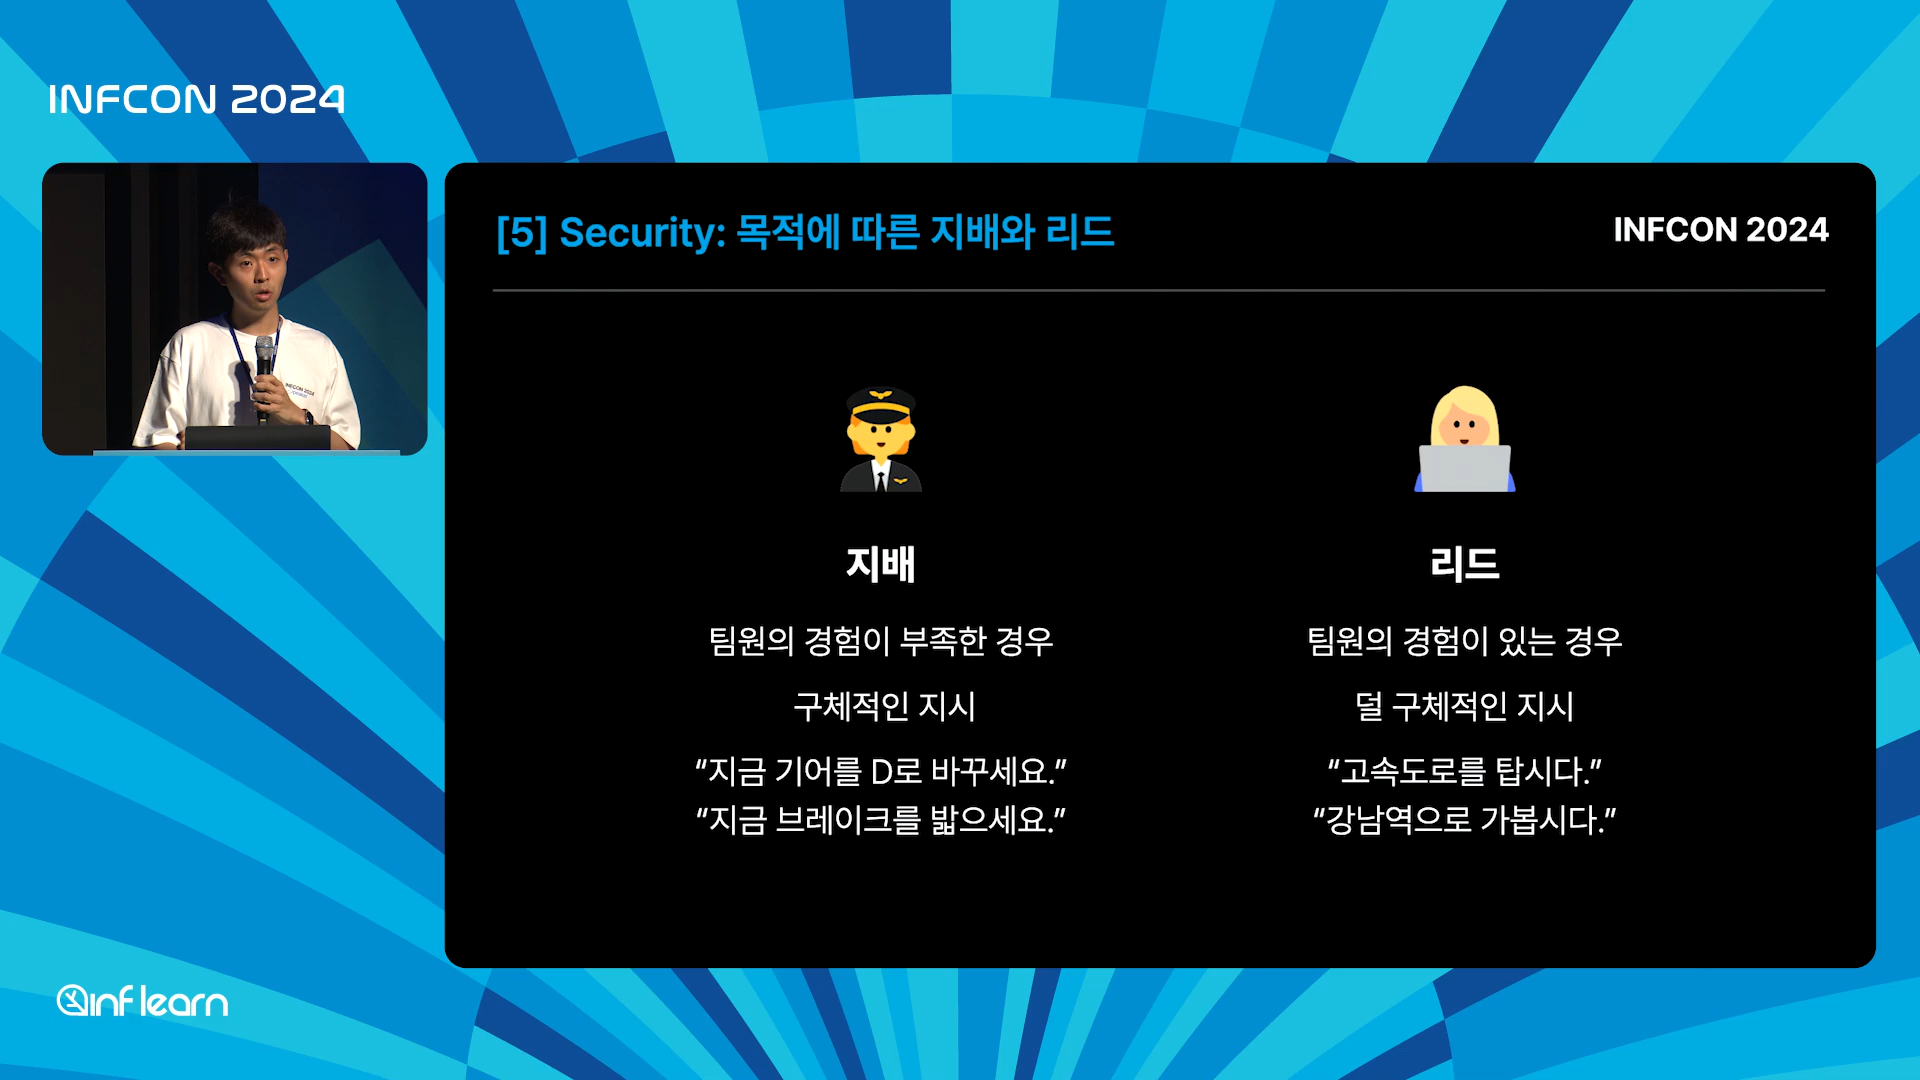 INFCON 2024
[5] Security: 목적에 따른 지배와 리드
INFCON 2024
지배
팀원의 경험이 부족한 경우
구체적인 지시
“지금 기어를 D로 바꾸세요.”
“지금 브레이크를 밟으세요.”
리드
팀원의 경험이 있는 경우
덜 구체적인 지시
“고속도로를 탑시다.”
“강남역으로 가봅시다.”
INFCON 2024
inflearn